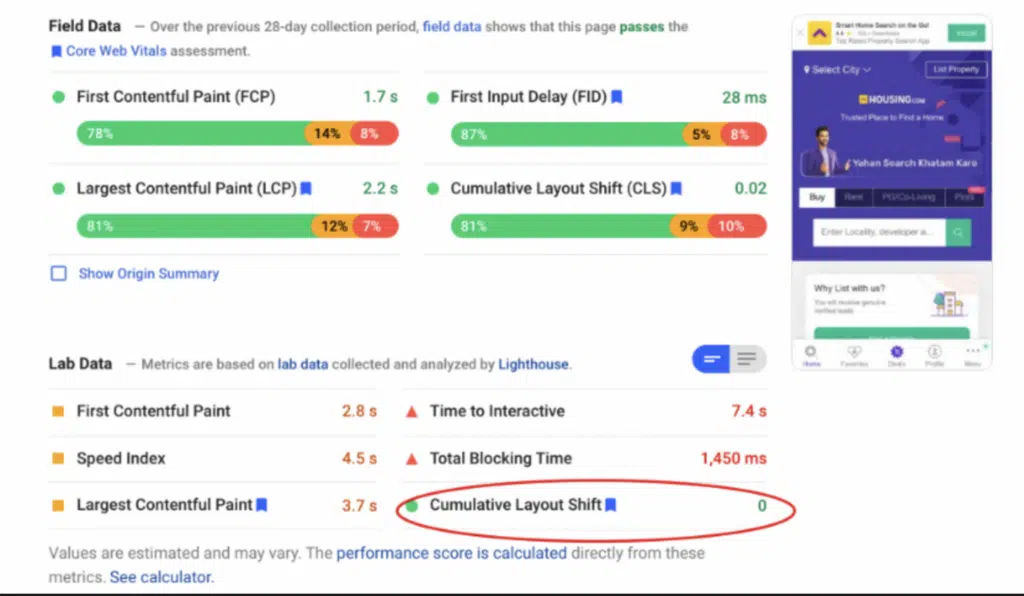 Field Data — Over the previous 28-day collection period, field data shows that this page passes the
Core Web Vitals assessment.
First Contentful Paint (FCP) 1.7 s
78% 14% 8%
First Input Delay (FID) 28 ms
87% 5% 8%
Largest Contentful Paint (LCP) 2.2 s
81% 12% 7%
Cumulative Layout Shift (CLS) 0.02
81% 9% 10%
Show Origin Summary
Lab Data — Metrics are based on lab data collected and analyzed by Lighthouse.
First Contentful Paint 2.8 s
Time to Interactive 7.4 s
Speed Index 4.5 s
Total Blocking Time 1,450 ms
Largest Contentful Paint 3.7 s
Cumulative Layout Shift 0
Values are estimated and may vary. The performance score is calculated directly from these
metrics. See calculator.
Smart Home Search on the Go!
Top Rated Property Search App
Select City
List Property
HOUSING.COM
Trusted Place to Find a Home
Yahan Search Khatam Karo
Buy Rent PG/Co-Living
Enter Locality, developer a...
Why List with us?
You will receive genuine
verified leads
Home Favorites Deals Profile Menu